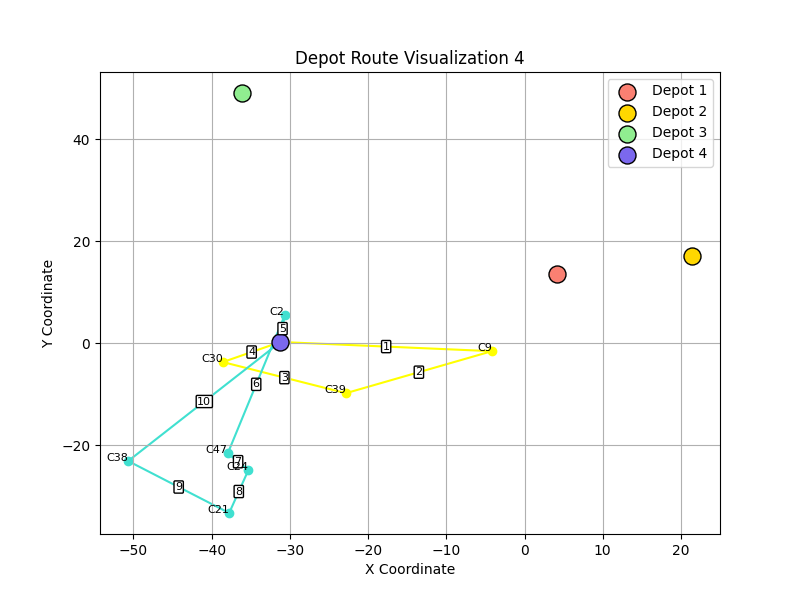 Depot Route Visualization 4
Depot 1
Depot 2
Depot 3
Depot 4
Y Coordinate
40
20
0
−20
C2
5
C30
4
1
C9
3
2
C39
6
10
C47
7
C24
C38
9
8
C21
−50
−40
−30
−20
−10
0
10
20
X Coordinate